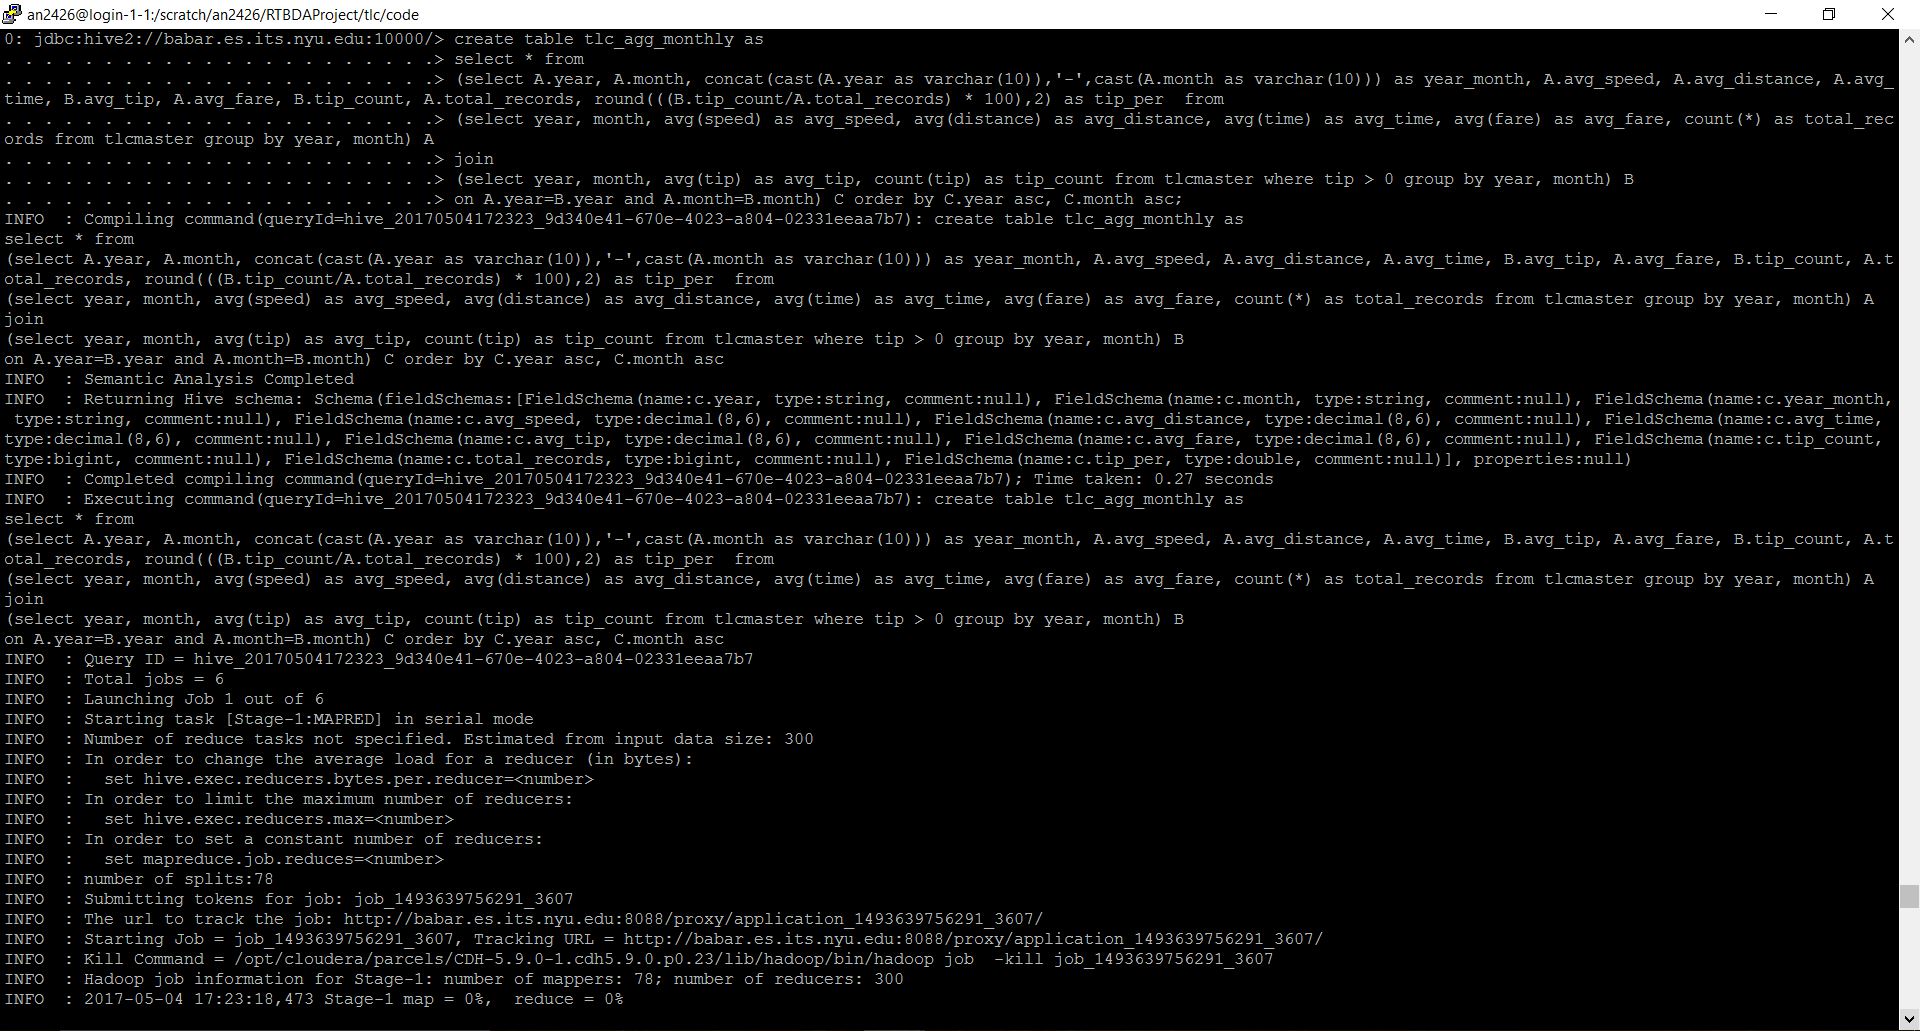 an2426@login-1-1:/scratch/an2426/RTBDAProject/tlc/code
0: jdbc:hive2://babar.es.its.nyu.edu:10000/> create table tlc_agg_monthly as
. . . . . . . . . . . . . . . . . . . . . .> select * from
. . . . . . . . . . . . . . . . . . . . . .> (select A.year, A.month, concat(cast(A.year as varchar(10)),'-',cast(A.month as varchar(10))) as year_month, A.avg_speed, A.avg_distance, A.avg_
time, B.avg_tip, A.avg_fare, B.tip_count, A.total_records, round(((B.tip_count/A.total_records) * 100),2) as tip_per  from
. . . . . . . . . . . . . . . . . . . . . .> (select year, month, avg(speed) as avg_speed, avg(distance) as avg_distance, avg(time) as avg_time, avg(fare) as avg_fare, count(*) as total_rec
ords from tlcmaster group by year, month) A
. . . . . . . . . . . . . . . . . . . . . .> join
. . . . . . . . . . . . . . . . . . . . . .> (select year, month, avg(tip) as avg_tip, count(tip) as tip_count from tlcmaster where tip > 0 group by year, month) B
. . . . . . . . . . . . . . . . . . . . . .> on A.year=B.year and A.month=B.month) C order by C.year asc, C.month asc;
INFO  : Compiling command(queryId=hive_20170504172323_9d340e41-670e-4023-a804-02331eeaa7b7): create table tlc_agg_monthly as
select * from
(select A.year, A.month, concat(cast(A.year as varchar(10)),'-',cast(A.month as varchar(10))) as year_month, A.avg_speed, A.avg_distance, A.avg_time, B.avg_tip, A.avg_fare, B.tip_count, A.t
otal_records, round(((B.tip_count/A.total_records) * 100),2) as tip_per  from
(select year, month, avg(speed) as avg_speed, avg(distance) as avg_distance, avg(time) as avg_time, avg(fare) as avg_fare, count(*) as total_records from tlcmaster group by year, month) A
join
(select year, month, avg(tip) as avg_tip, count(tip) as tip_count from tlcmaster where tip > 0 group by year, month) B
on A.year=B.year and A.month=B.month) C order by C.year asc, C.month asc
INFO  : Semantic Analysis Completed
INFO  : Returning Hive schema: Schema(fieldSchemas:[FieldSchema(name:c.year, type:string, comment:null), FieldSchema(name:c.month, type:string, comment:null), FieldSchema(name:c.year_month,
 type:string, comment:null), FieldSchema(name:c.avg_speed, type:decimal(8,6), comment:null), FieldSchema(name:c.avg_distance, type:decimal(8,6), comment:null), FieldSchema(name:c.avg_time,
type:decimal(8,6), comment:null), FieldSchema(name:c.avg_tip, type:decimal(8,6), comment:null), FieldSchema(name:c.avg_fare, type:decimal(8,6), comment:null), FieldSchema(name:c.tip_count,
type:bigint, comment:null), FieldSchema(name:c.total_records, type:bigint, comment:null), FieldSchema(name:c.tip_per, type:double, comment:null)], properties:null)
INFO  : Completed compiling command(queryId=hive_20170504172323_9d340e41-670e-4023-a804-02331eeaa7b7); Time taken: 0.27 seconds
INFO  : Executing command(queryId=hive_20170504172323_9d340e41-670e-4023-a804-02331eeaa7b7): create table tlc_agg_monthly as
select * from
(select A.year, A.month, concat(cast(A.year as varchar(10)),'-',cast(A.month as varchar(10))) as year_month, A.avg_speed, A.avg_distance, A.avg_time, B.avg_tip, A.avg_fare, B.tip_count, A.t
otal_records, round(((B.tip_count/A.total_records) * 100),2) as tip_per  from
(select year, month, avg(speed) as avg_speed, avg(distance) as avg_distance, avg(time) as avg_time, avg(fare) as avg_fare, count(*) as total_records from tlcmaster group by year, month) A
join
(select year, month, avg(tip) as avg_tip, count(tip) as tip_count from tlcmaster where tip > 0 group by year, month) B
on A.year=B.year and A.month=B.month) C order by C.year asc, C.month asc
INFO  : Query ID = hive_20170504172323_9d340e41-670e-4023-a804-02331eeaa7b7
INFO  : Total jobs = 6
INFO  : Launching Job 1 out of 6
INFO  : Starting task [Stage-1:MAPRED] in serial mode
INFO  : Number of reduce tasks not specified. Estimated from input data size: 300
INFO  : In order to change the average load for a reducer (in bytes):
INFO  :   set hive.exec.reducers.bytes.per.reducer=<number>
INFO  : In order to limit the maximum number of reducers:
INFO  :   set hive.exec.reducers.max=<number>
INFO  : In order to set a constant number of reducers:
INFO  :   set mapreduce.job.reduces=<number>
INFO  : number of splits:78
INFO  : Submitting tokens for job: job_1493639756291_3607
INFO  : The url to track the job: http://babar.es.its.nyu.edu:8088/proxy/application_1493639756291_3607/
INFO  : Starting Job = job_1493639756291_3607, Tracking URL = http://babar.es.its.nyu.edu:8088/proxy/application_1493639756291_3607/
INFO  : Kill Command = /opt/cloudera/parcels/CDH-5.9.0-1.cdh5.9.0.p0.23/lib/hadoop/bin/hadoop job  -kill job_1493639756291_3607
INFO  : Hadoop job information for Stage-1: number of mappers: 78; number of reducers: 300
INFO  : 2017-05-04 17:23:18,473 Stage-1 map = 0%,  reduce = 0%